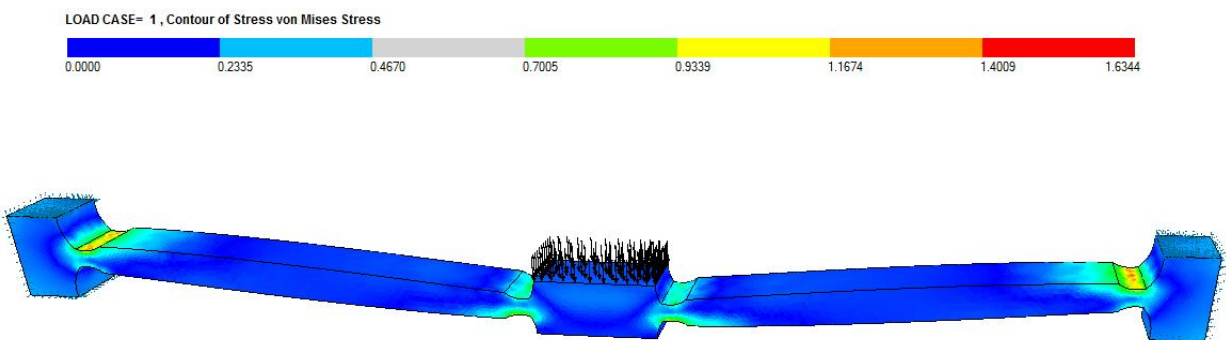 LOAD CASE= 1 , Contour of Stress von Mises Stress
0.0000 0.2335 0.4670 0.7005 0.9339 1.1674 1.4009 1.6344